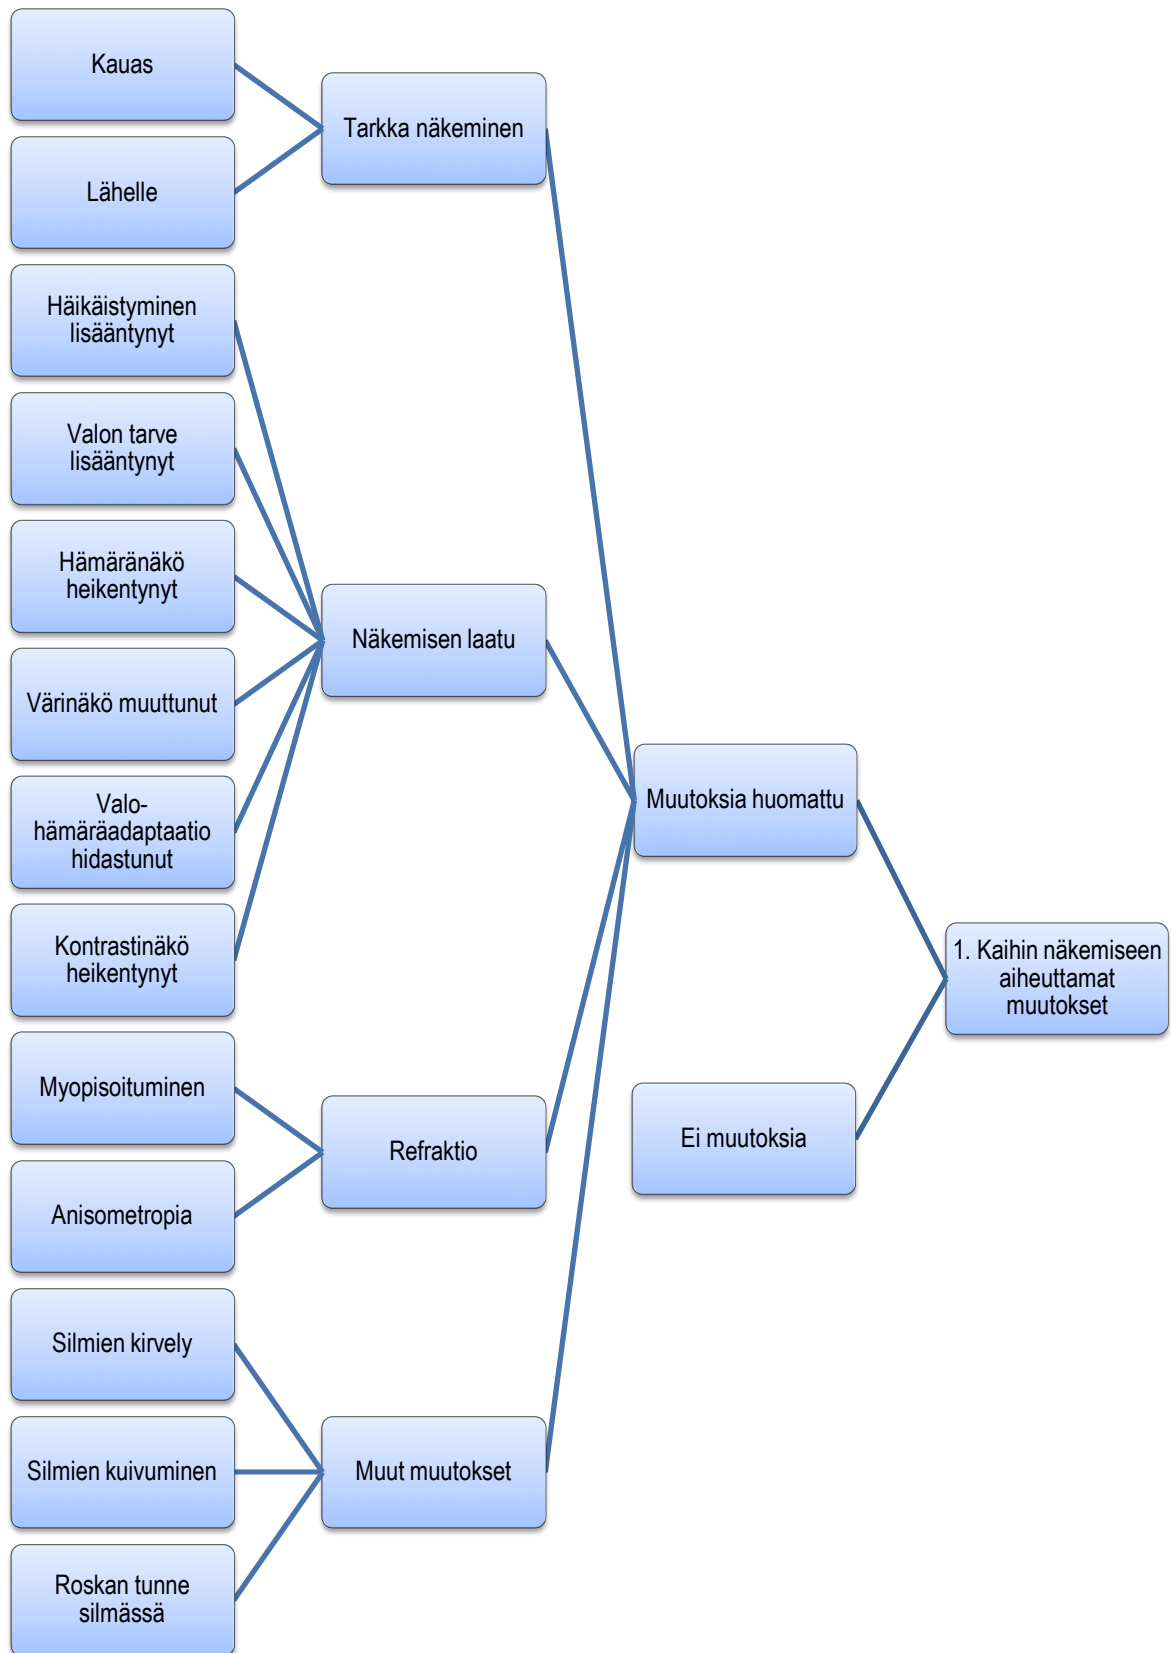 Kauas
Lähelle
Häikäistyminen
lisääntynyt
Valon tarve
lisääntynyt
Hämäränäkö
heikentynyt
Värinäkö muuttunut
Valo-
hämäräadaptaatio
hidastunut
Kontrastinäkö
heikentynyt
Myopisoituminen
Anisometropia
Silmien kirvely
Silmien kuivuminen
Roskan tunne
silmässä
Tarkka näkeminen
Näkemisen laatu
Refraktio
Muut muutokset
Muutoksia huomattu
Ei muutoksia
1. Kaihin näkemiseen
aiheuttamat
muutokset